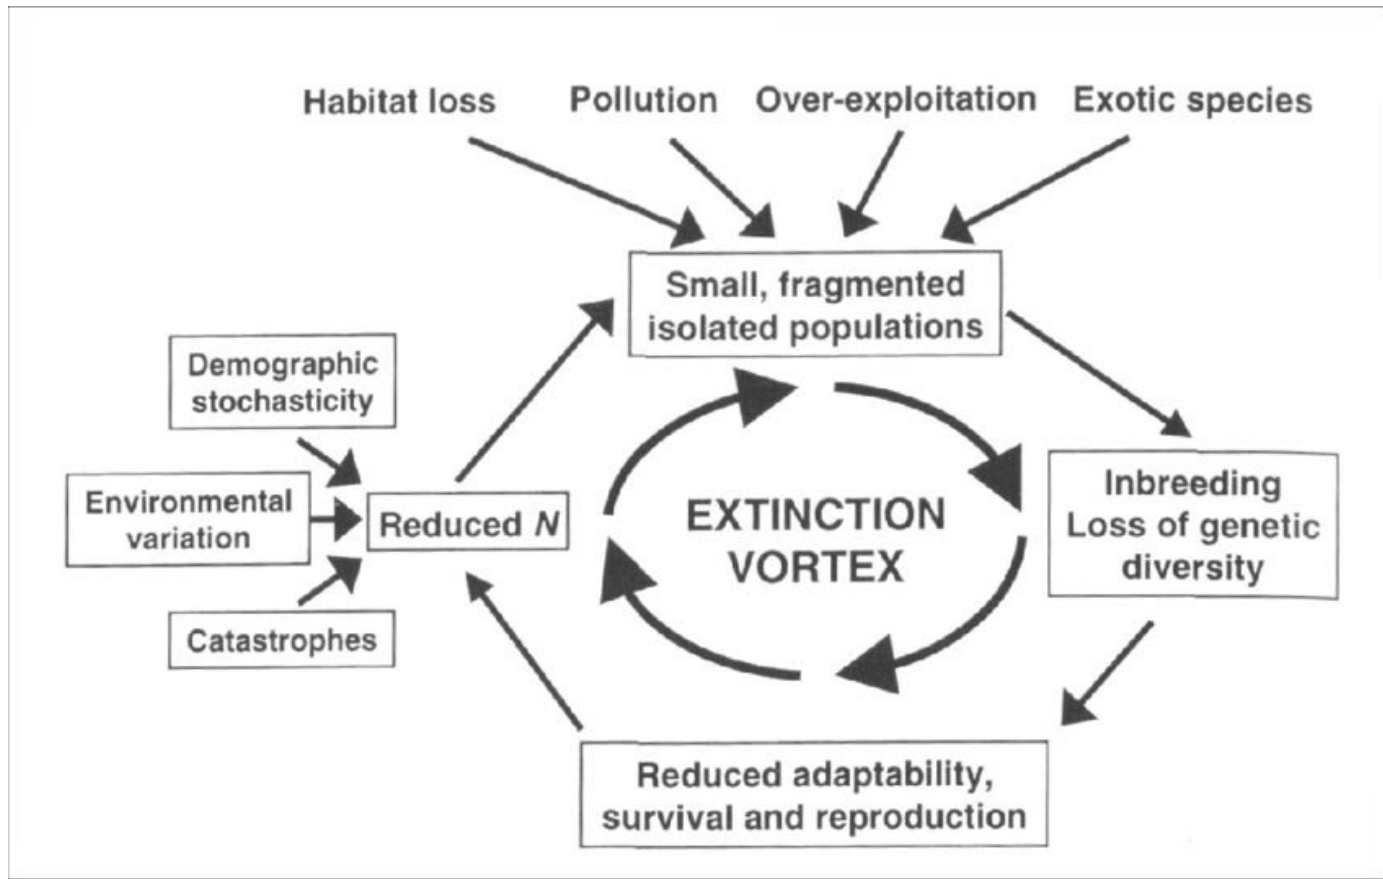 Habitat loss
Pollution
Over-exploitation
Exotic species
Small, fragmented
isolated populations
Demographic
stochasticity
Environmental
variation
Catastrophes
Reduced N
EXTINCTION
VORTEX
Inbreeding
Loss of genetic
diversity
Reduced adaptability,
survival and reproduction